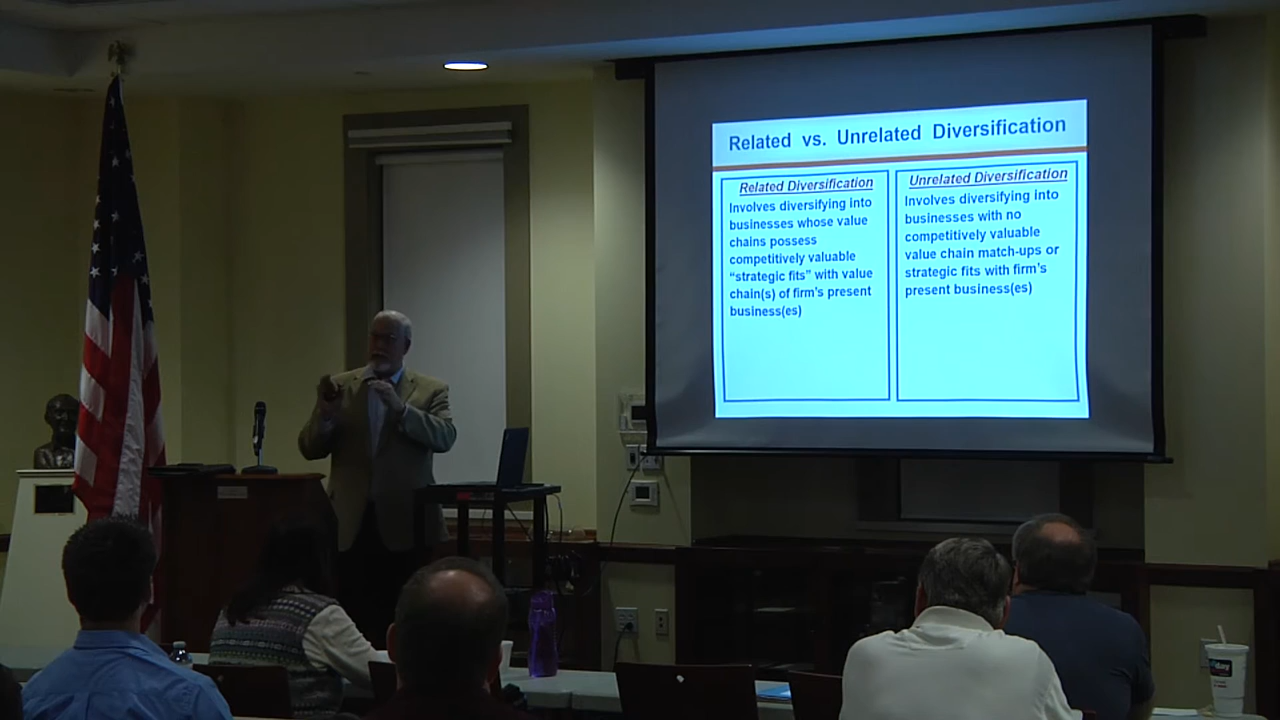 Related vs. Unrelated Diversification
Related Diversification
Involves diversifying into
businesses whose value
chains possess
competitively valuable
“strategic fits” with value
chain(s) of firm’s present
business(es)
Unrelated Diversification
Involves diversifying into
businesses with no
competitively valuable
value chain match-ups or
strategic fits with firm’s
present business(es)